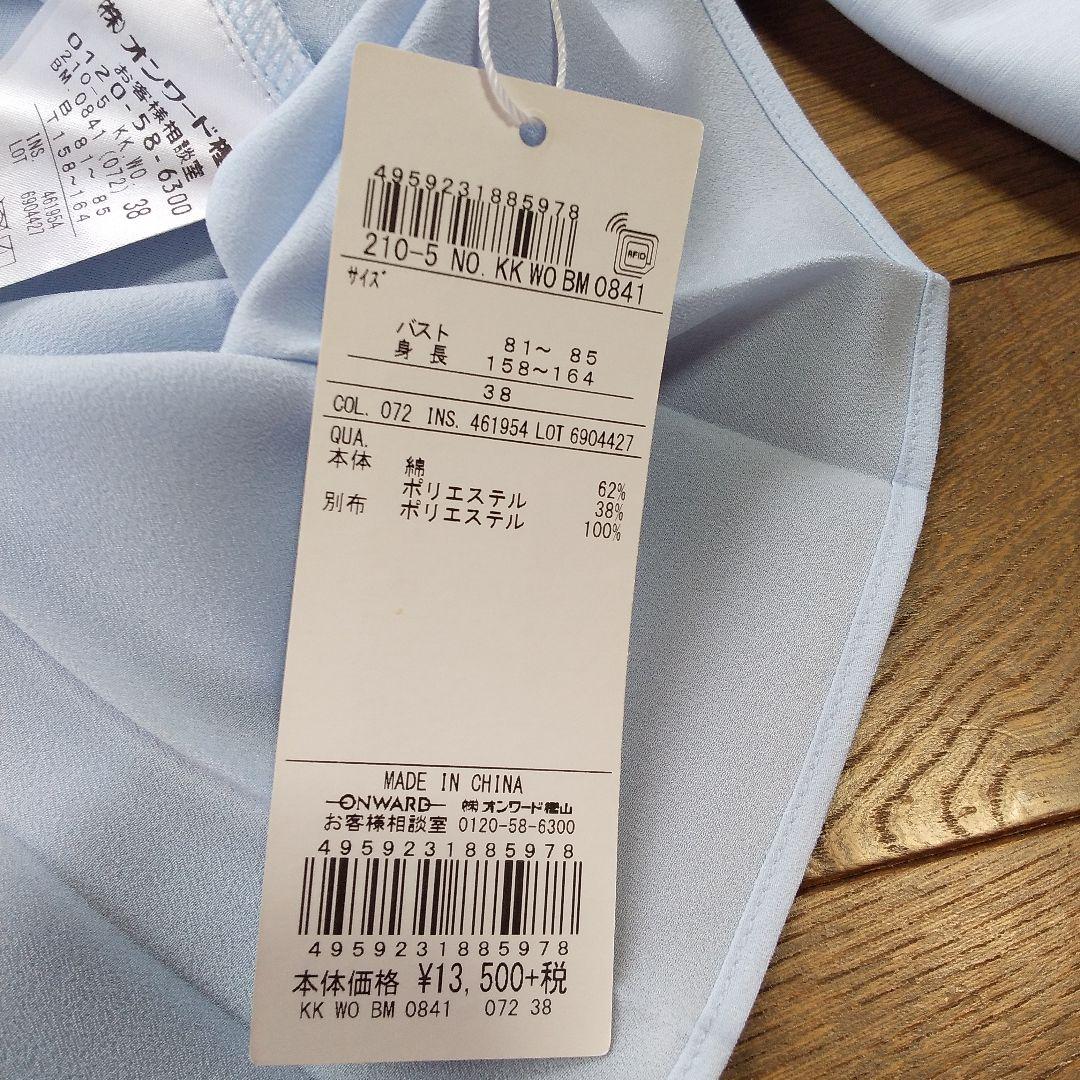 (株)オンワード樫
お客様相談室
0120-58-6300
210-5 KK.WO.
BM.0841 (072) 38
B 81～85
T 158～164
INS 461954
LOT 6904427
4959231885978
RFID
210-5 NO. KK WO BM 0841
サイズ
バスト 81～ 85
身 長 158～164
38
COL. 072 INS. 461954 LOT 6904427
QUA.
本体 綿 62%
ポリエステル 38%
別布 ポリエステル 100%
MADE IN CHINA
ONWARD (株)オンワード樫山
お客様相談室 0120-58-6300
4959231885978
4959231885978
本体価格 ¥13,500+税
KK WO BM 0841 072 38